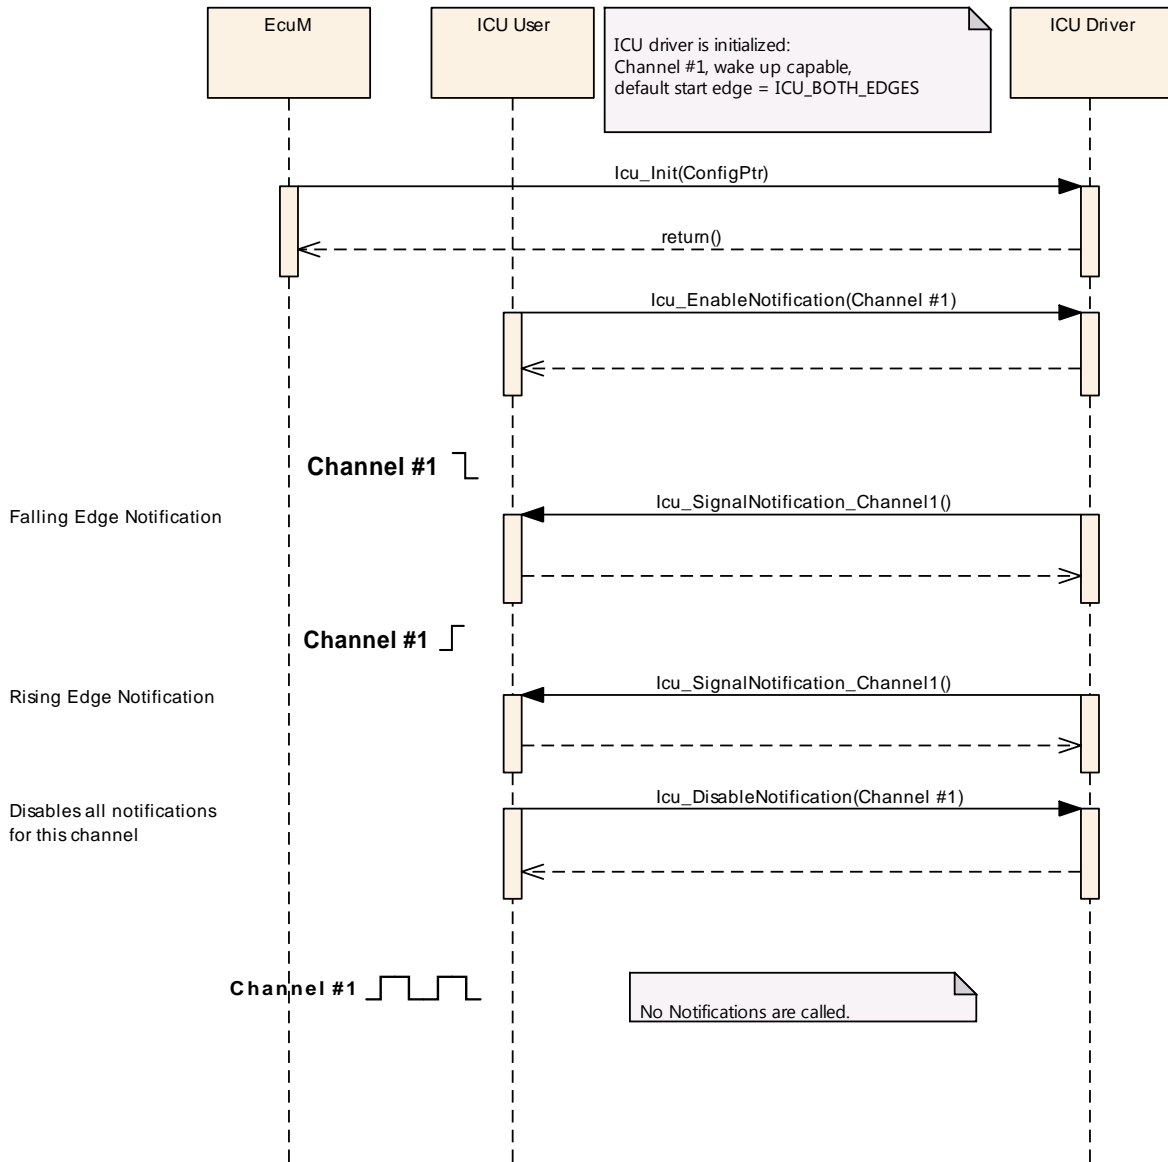 EcuM
ICU User
ICU driver is initialized:
Channel #1, wake up capable,
default start edge = ICU_BOTH_EDGES
ICU Driver
Icu_Init(ConfigPtr)
return()
Icu_EnableNotification(Channel #1)
Channel #1
Icu_SignalNotification_Channel1()
Falling Edge Notification
Channel #1
Icu_SignalNotification_Channel1()
Rising Edge Notification
Icu_DisableNotification(Channel #1)
Disables all notifications
for this channel
Channel #1
No Notifications are called.